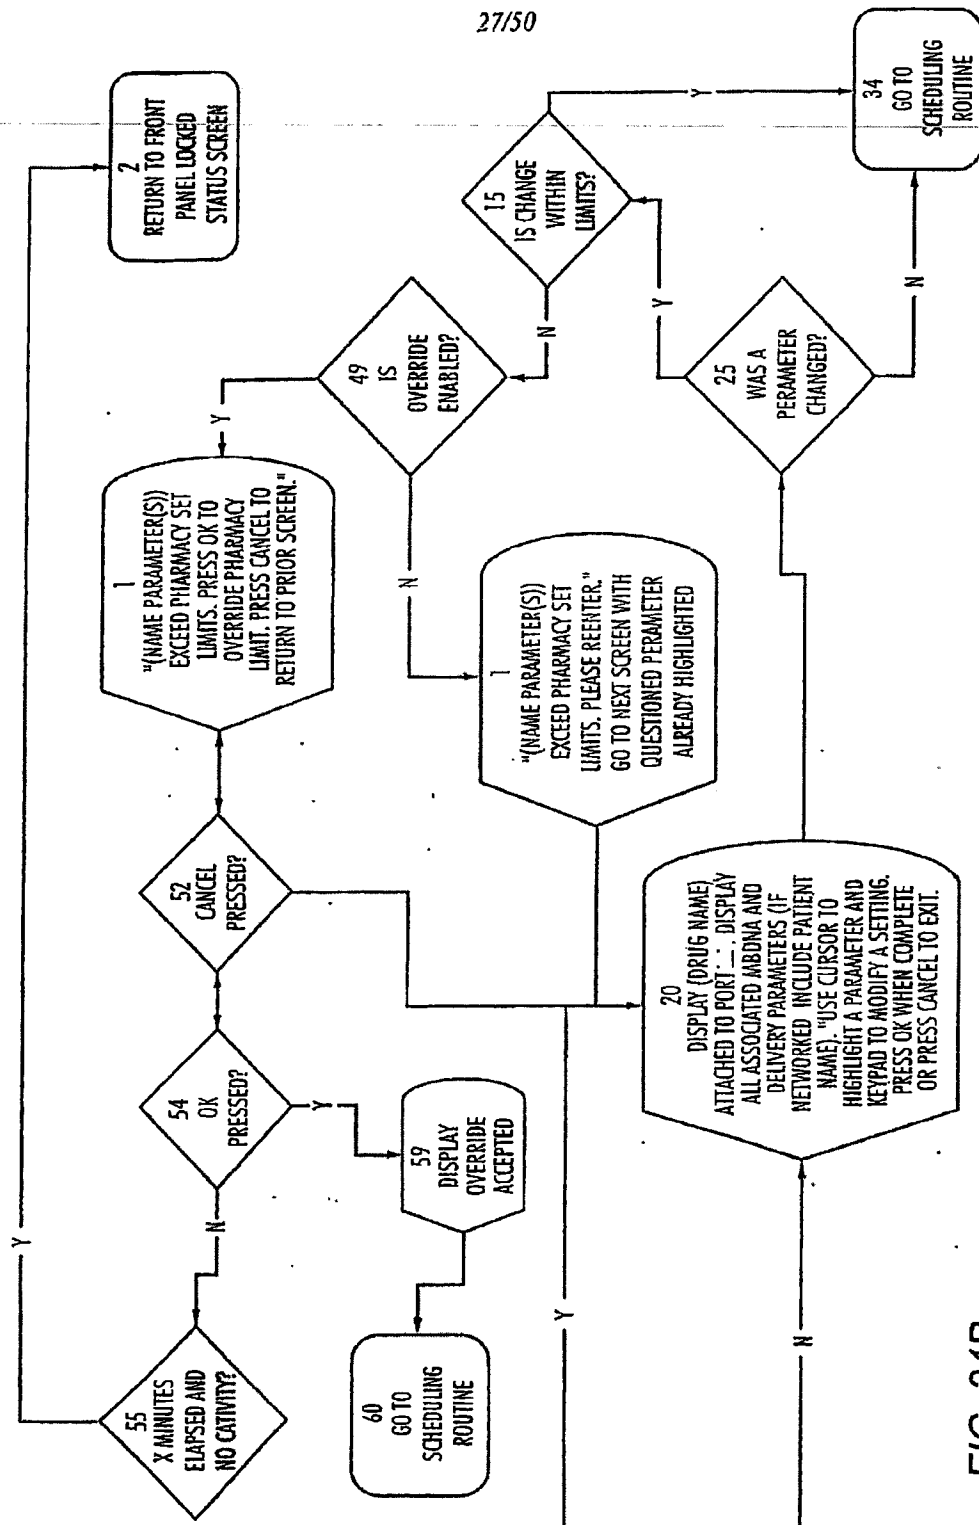 27/50
Y
2
RETURN TO FRONT
PANEL LOCKED
STATUS SCREEN
55
X MINUTES
ELAPSED AND
NO CATIVITY?
N
54
OK
PRESSED?
Y
52
CANCEL
PRESSED?
1
"(NAME PARAMETER(S))
EXCEED PHARMACY SET
LIMITS. PRESS OK TO
OVERRIDE PHARMACY
LIMIT. PRESS CANCEL TO
RETURN TO PRIOR SCREEN."
Y
49
IS
OVERRIDE
ENABLED?
N
15
IS CHANGE
WITHIN
LIMITS?
Y
59
DISPLAY
OVERRIDE
ACCEPTED
60
GO TO
SCHEDULING
ROUTINE
N
1
"(NAME PARAMETER(S)
EXCEED PHARMACY SET
LIMITS. PLEASE REENTER."
GO TO NEXT SCREEN WITH
QUESTIONED PERAMETER
ALREADY HIGHLIGHTED
Y
25
WAS A
PERAMETER
CHANGED?
N
34
GO TO
SCHEDULING
ROUTINE
Y
20
DISPLAY (DRUG NAME)
ATTACHED TO PORT __. DISPLAY
ALL ASSOCIATED MBDNA AND
DELIVERY PARAMETERS (IF
NETWORKED INCLUDE PATIENT
NAME). "USE CURSOR TO
HIGHLIGHT A PARAMETER AND
KEYPAD TO MODIFY A SETTING.
PRESS OK WHEN COMPLETE
OR PRESS CANCEL TO EXIT.
N